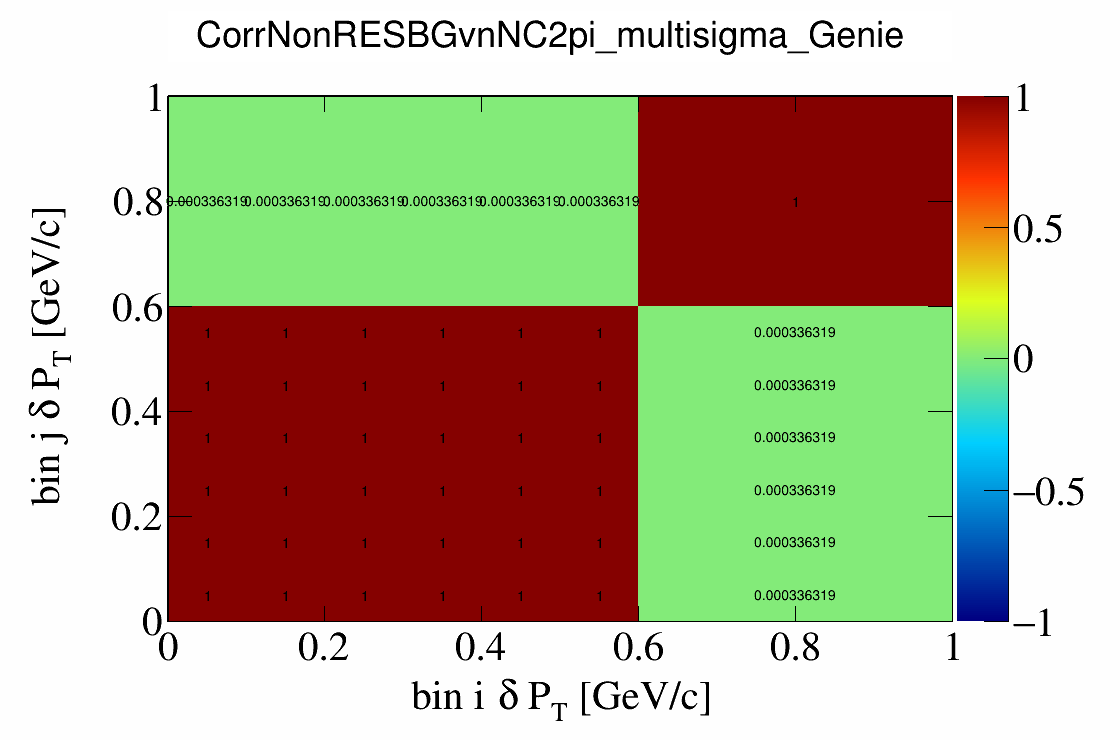 CorrNonRESBGvnNC2pi_multisigma_Genie
1 1
0.8 0.000336319 0.000336319 0.000336319 0.000336319 0.000336319 0.000336319 1
0.5
0.6
1 1 1 1 1 1 0.000336319
0
1 1 1 1 1 1 0.000336319
0.4
1 1 1 1 1 1 0.000336319
1 1 1 1 1 1 0.000336319
−0.5
0.2
1 1 1 1 1 1 0.000336319
1 1 1 1 1 1 0.000336319
0 −1
0 0.2 0.4 0.6 0.8 1
bin i δ P_T [GeV/c]
bin j δ P_T [GeV/c]